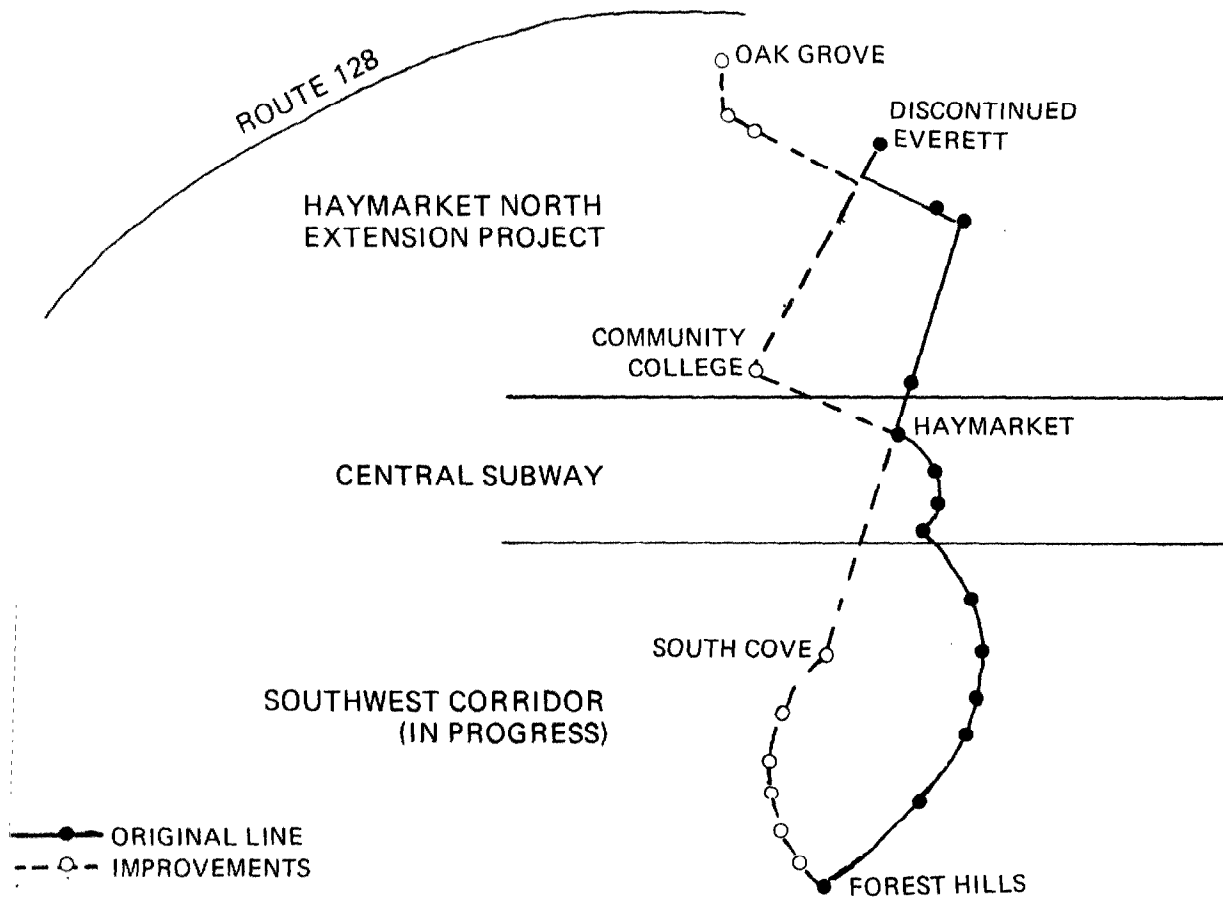 ROUTE 128
OAK GROVE
DISCONTINUED
EVERETT
HAYMARKET NORTH
EXTENSION PROJECT
COMMUNITY
COLLEGE
HAYMARKET
CENTRAL SUBWAY
SOUTH COVE
SOUTHWEST CORRIDOR
(IN PROGRESS)
ORIGINAL LINE
IMPROVEMENTS
FOREST HILLS